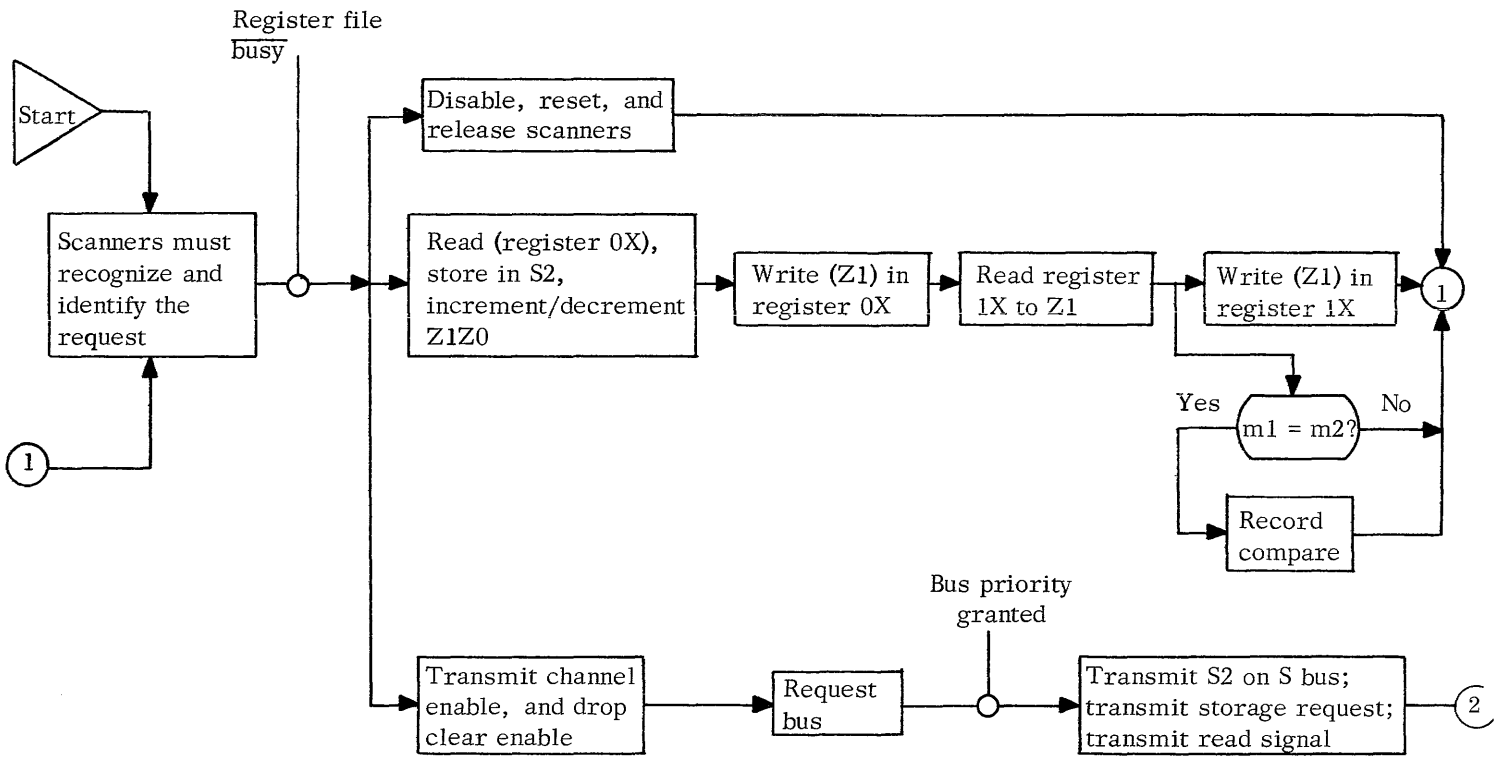 Register file
busy
Start
Disable, reset, and
release scanners
Scanners must
recognize and
identify the
request
Read (register 0X),
store in S2,
increment/decrement
Z1Z0
Write (Z1) in
register 0X
Read register
1X to Z1
Write (Z1) in
register 1X
1
Yes
No
m1 = m2?
1
Record
compare
Bus priority
granted
Transmit channel
enable, and drop
clear enable
Request
bus
Transmit S2 on S bus;
transmit storage request;
transmit read signal
2